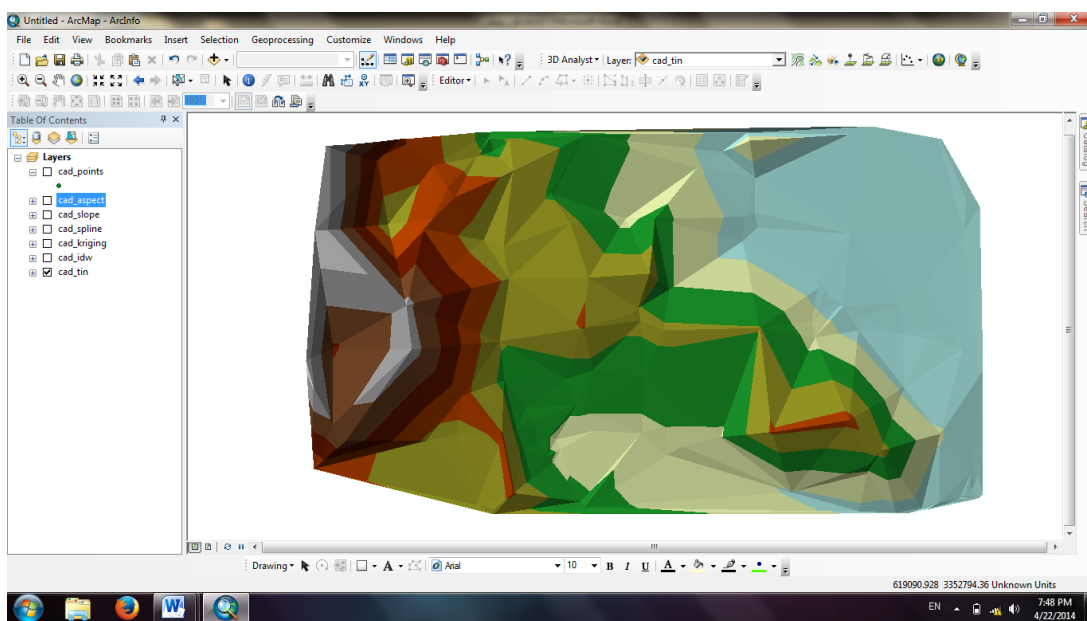 Untitled - ArcMap - ArcInfo
File Edit View Bookmarks Insert Selection Geoprocessing Customize Windows Help
3D Analyst Layer: cad_tin
Editor
100%
Table Of Contents
Layers
cad_points
cad_aspect
cad_slope
cad_spline
cad_kriging
cad_idw
cad_tin
Drawing A Arial 10 B I U A
619090.928 3352794.36 Unknown Units
EN 7:48 PM
4/22/2014